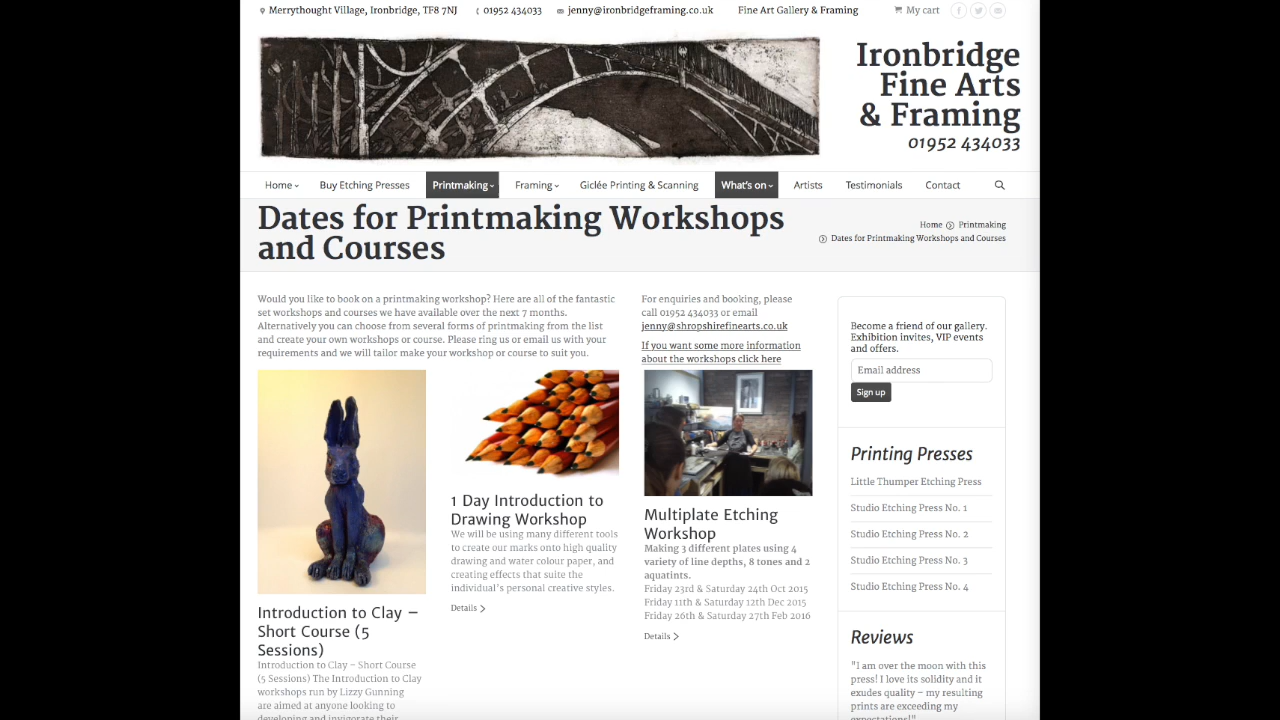 Merrythought Village, Ironbridge, TF8 7NJ 01952 434033 jenny@ironbridgeframing.co.uk Fine Art Gallery & Framing My cart
Ironbridge
Fine Arts
& Framing
01952 434033
Home Buy Etching Presses Printmaking Framing Giclée Printing & Scanning What's on Artists Testimonials Contact
Dates for Printmaking Workshops
and Courses
Home Printmaking
Dates for Printmaking Workshops and Courses
Would you like to book on a printmaking workshop? Here are all of the fantastic
set workshops and courses we have available over the next 7 months.
Alternatively you can choose from several forms of printmaking from the list
and create your own workshops or course. Please ring us or email us with your
requirements and we will tailor make your workshop or course to suit you.
For enquiries and booking, please
call 01952 434033 or email
jenny@shropshirefinearts.co.uk
If you want some more information
about the workshops click here
Introduction to Clay –
Short Course (5
Sessions)
Introduction to Clay – Short Course
(5 Sessions) The Introduction to Clay
workshops run by Lizzy Gunning
are aimed at anyone looking to
developing and invigorate their
1 Day Introduction to
Drawing Workshop
We will be using many different tools
to create our marks onto high quality
drawing and water colour paper, and
creating effects that suite the
individual's personal creative styles.
Details
Multiplate Etching
Workshop
Making 3 different plates using 4
variety of line depths, 8 tones and 2
aquatints.
Friday 23rd & Saturday 24th Oct 2015
Friday 11th & Saturday 12th Dec 2015
Friday 26th & Saturday 27th Feb 2016
Details
Become a friend of our gallery.
Exhibition invites, VIP events
and offers.
Email address
Sign up
Printing Presses
Little Thumper Etching Press
Studio Etching Press No. 1
Studio Etching Press No. 2
Studio Etching Press No. 3
Studio Etching Press No. 4
Reviews
"I am over the moon with this
press! I love its solidity and it
exudes quality – my resulting
prints are exceeding my
expectations!"